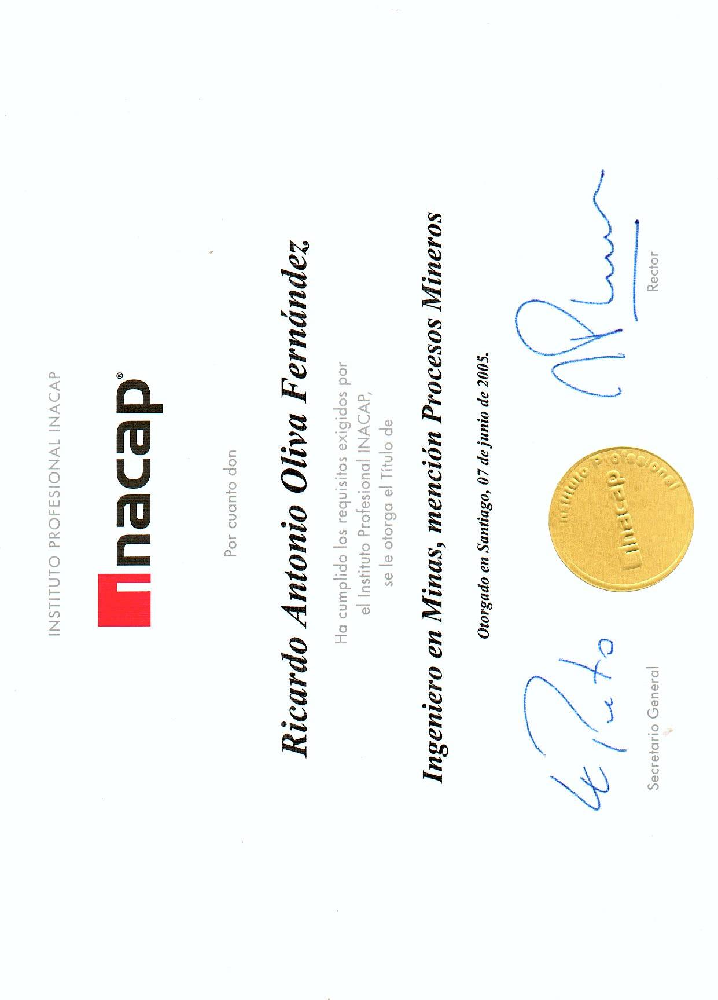 INSTITUTO PROFESIONAL INACAP
inacap®
Por cuanto don
Ricardo Antonio Oliva Fernández,
Ha cumplido los requisitos exigidos por
el Instituto Profesional INACAP,
se le otorga el Título de
Ingeniero en Minas, mención Procesos Mineros
Otorgado en Santiago, 07 de junio de 2005.
Instituto Profesional
inacap
Secretario General
Rector